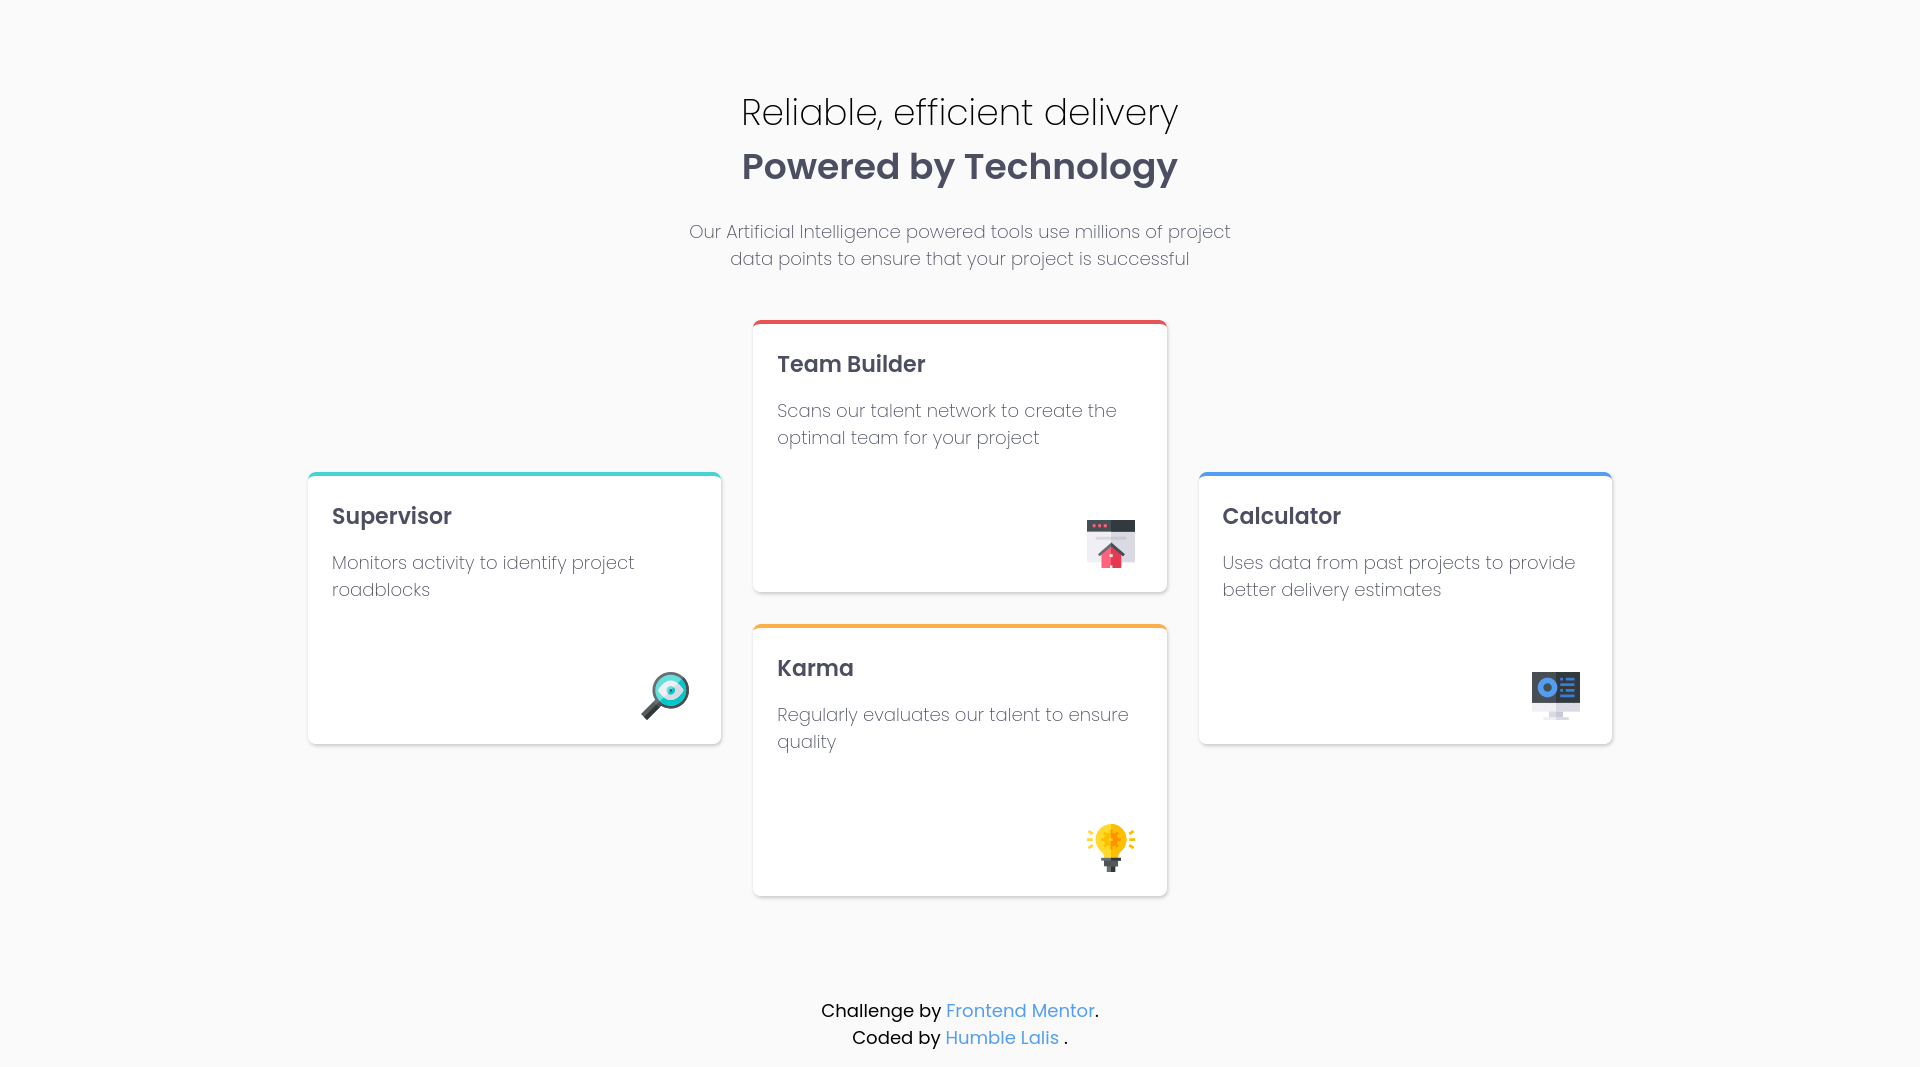 Reliable, efficient delivery
Powered by Technology
Our Artificial Intelligence powered tools use millions of project
data points to ensure that your project is successful
Supervisor
Monitors activity to identify project
roadblocks
Team Builder
Scans our talent network to create the
optimal team for your project
Karma
Regularly evaluates our talent to ensure
quality
Calculator
Uses data from past projects to provide
better delivery estimates
Challenge by Frontend Mentor.
Coded by Humble Lalis .